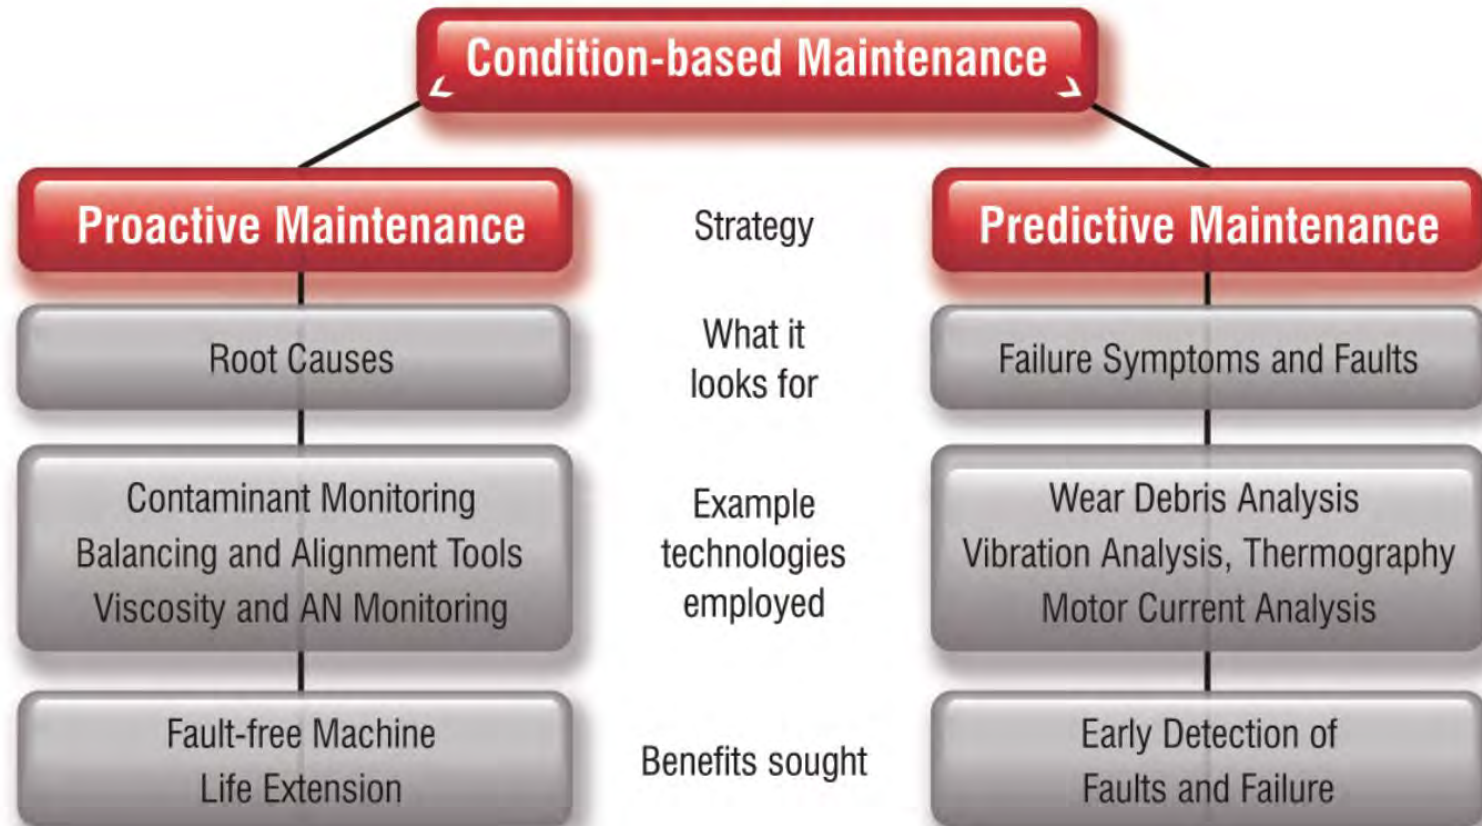 Condition-based Maintenance
Proactive Maintenance
Strategy
Predictive Maintenance
Root Causes
What it
looks for
Failure Symptoms and Faults
Contaminant Monitoring
Balancing and Alignment Tools
Viscosity and AN Monitoring
Example
technologies
employed
Wear Debris Analysis
Vibration Analysis, Thermography
Motor Current Analysis
Fault-free Machine
Life Extension
Benefits sought
Early Detection of
Faults and Failure